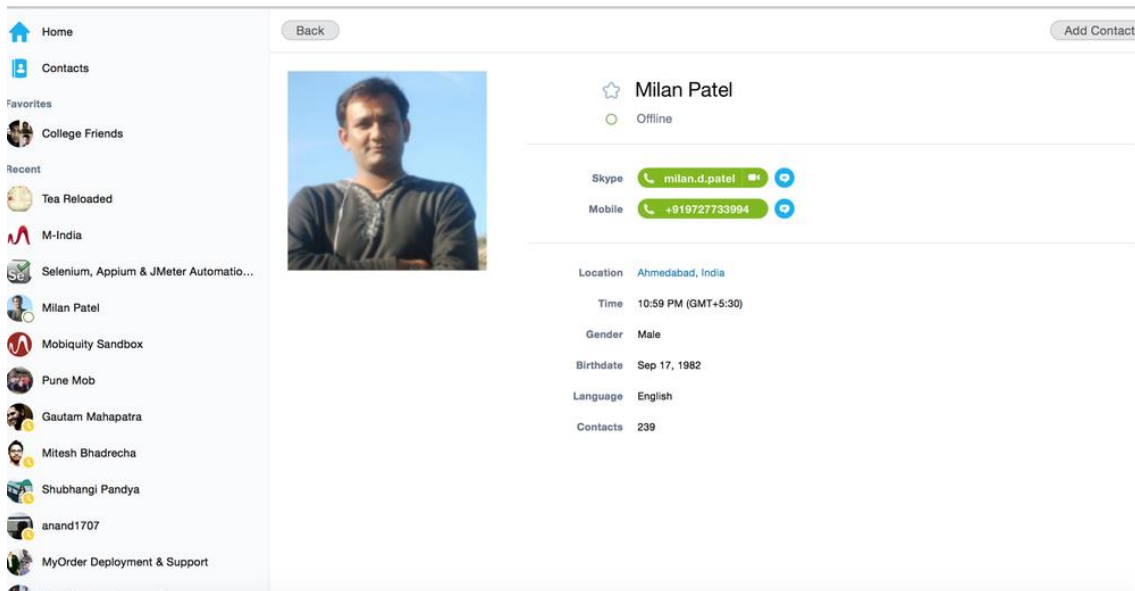 Home
Contacts
Favorites
College Friends
Recent
Tea Reloaded
M-India
Se
Selenium, Appium & JMeter Automatio...
Milan Patel
Mobiquity Sandbox
Pune Mob
Gautam Mahapatra
Mitesh Bhadrecha
Shubhangi Pandya
anand1707
MyOrder Deployment & Support
Back
Add Contact
Milan Patel
Offline
Skype milan.d.patel
Mobile +919727733994
Location Ahmedabad, India
Time 10:59 PM (GMT+5:30)
Gender Male
Birthdate Sep 17, 1982
Language English
Contacts 239